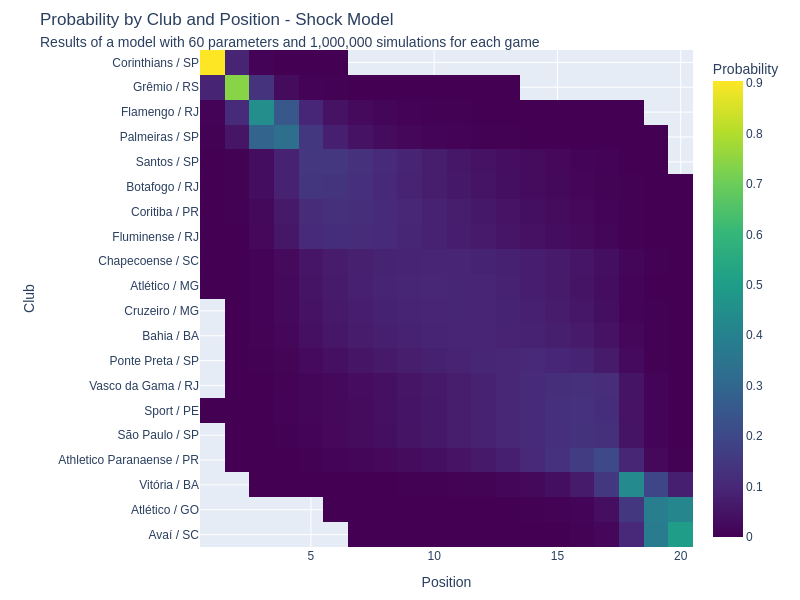 Probability by Club and Position - Shock Model
Results of a model with 60 parameters and 1,000,000 simulations for each game
Probability
Corinthians / SP
Grêmio / RS
Flamengo / RJ
Palmeiras / SP
Santos / SP
Botafogo / RJ
Coritiba / PR
Fluminense / RJ
Chapecoense / SC
Atlético / MG
Cruzeiro / MG
Bahia / BA
Ponte Preta / SP
Vasco da Gama / RJ
Sport / PE
São Paulo / SP
Athletico Paranaense / PR
Vitória / BA
Atlético / GO
Avaí / SC
Club
5
10
15
20
Position
0.9
0.8
0.7
0.6
0.5
0.4
0.3
0.2
0.1
0